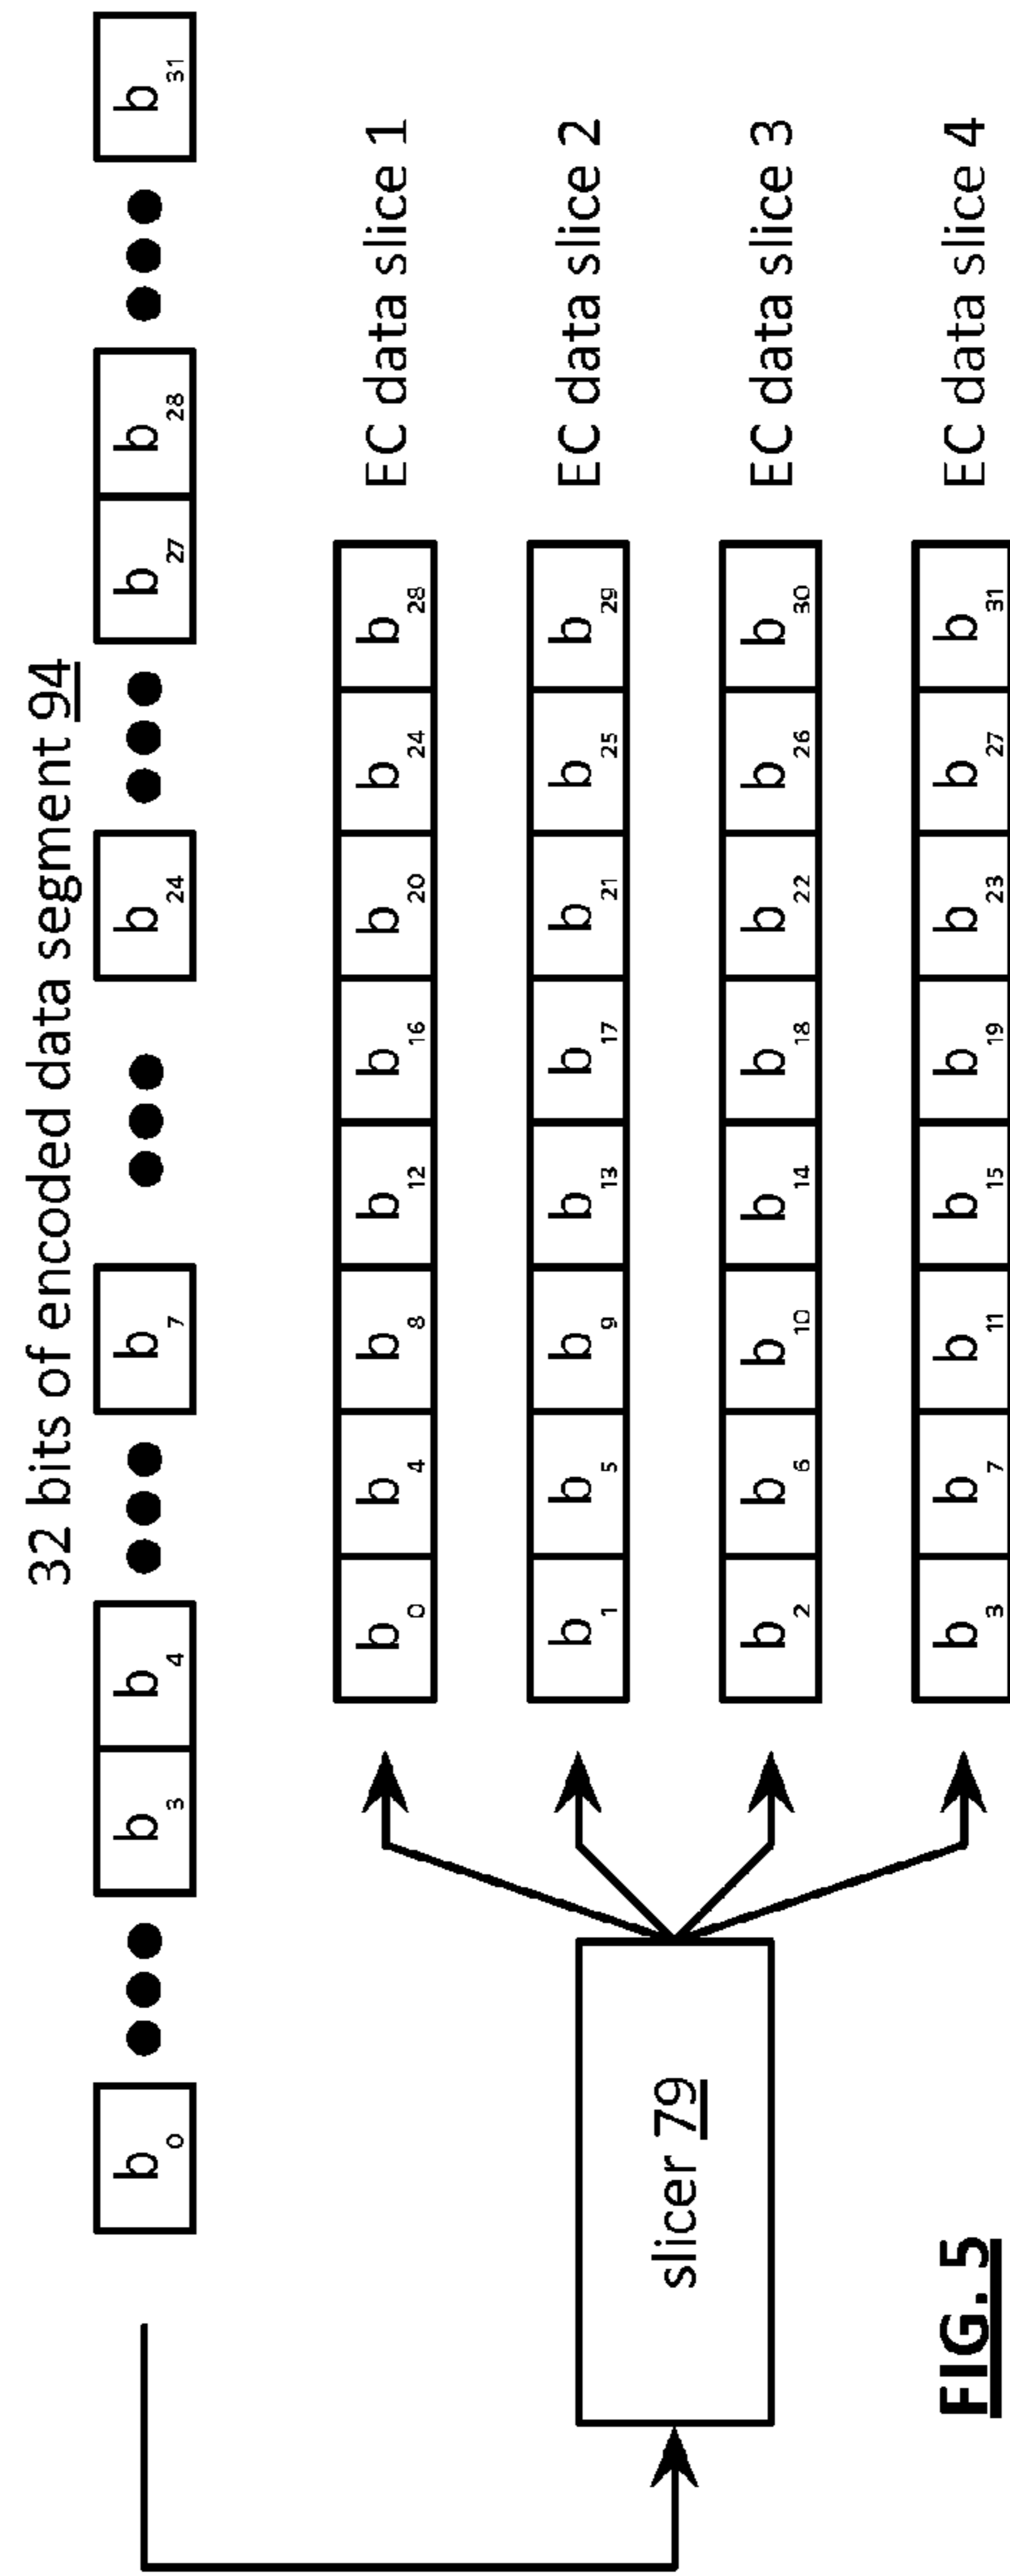 32 bits of encoded data segment 94
b0 b3 b4 b7 b24 b27 b28 b31
b0 b4 b8 b12 b16 b20 b24 b28 EC data slice 1
b1 b5 b9 b13 b17 b21 b25 b29 EC data slice 2
slicer 79
b2 b6 b10 b14 b18 b22 b26 b30 EC data slice 3
b3 b7 b11 b15 b19 b23 b27 b31 EC data slice 4
FIG. 5